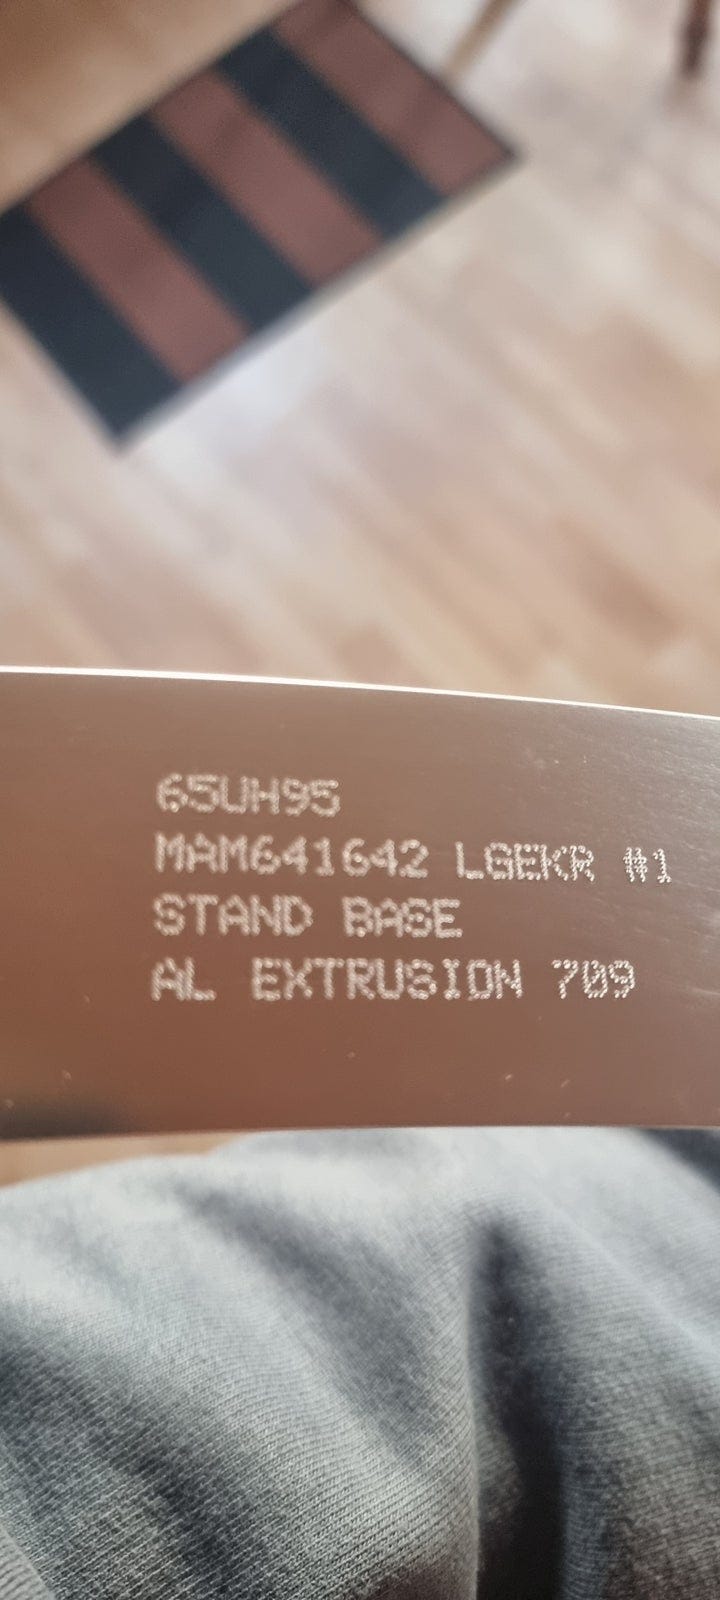 65UH95
MAM641642 LGEKR #1
STAND BASE
AL EXTRUSION 709